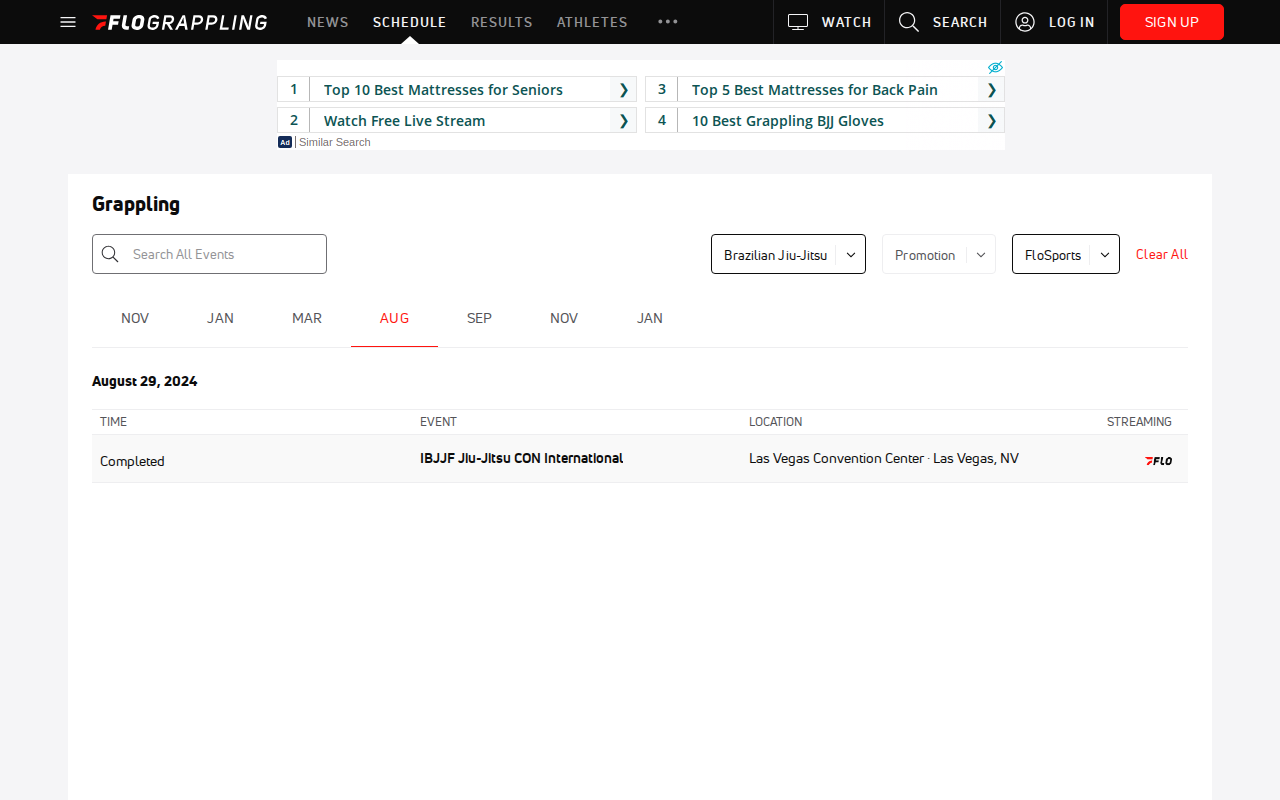 FLOGRAPPLING NEWS SCHEDULE RESULTS ATHLETES WATCH SEARCH LOG IN SIGN UP
1 Top 10 Best Mattresses for Seniors
3 Top 5 Best Mattresses for Back Pain
2 Watch Free Live Stream
4 10 Best Grappling BJJ Gloves
Ad Similar Search
Grappling
Search All Events
Brazilian Jiu-Jitsu
Promotion
FloSports
Clear All
NOV JAN MAR AUG SEP NOV JAN
August 29, 2024
TIME EVENT LOCATION STREAMING
Completed IBJJF Jiu-Jitsu CON International Las Vegas Convention Center · Las Vegas, NV FLO